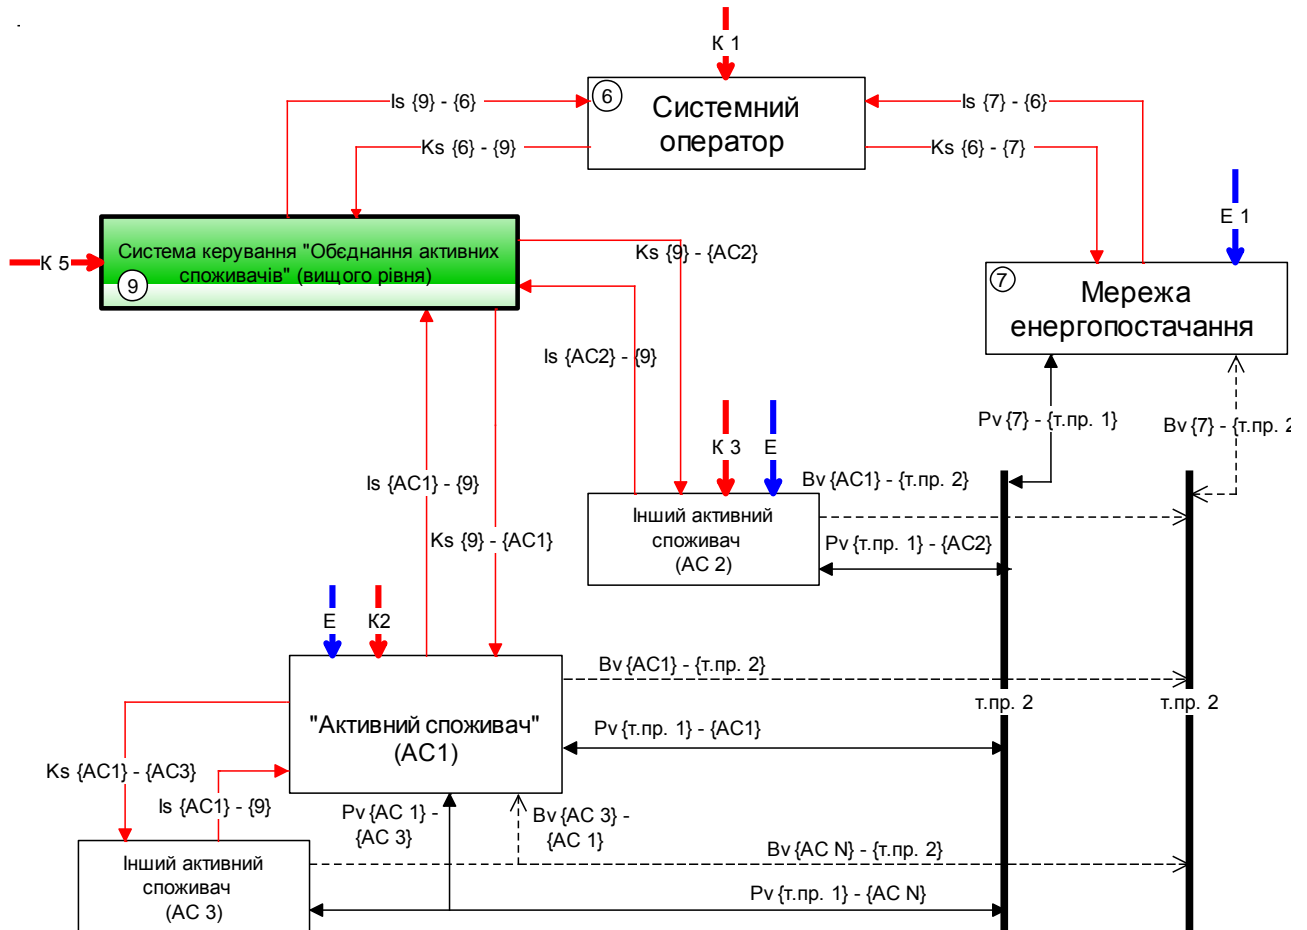 К 1
Is {9} - {6}
6
Системний
оператор
Is {7} - {6}
Ks {6} - {9}
Ks {6} - {7}
Е 1
К 5
Система керування "Обєднання активних
споживачів" (вищого рівня)
9
Ks {9} - {AC2}
7
Мережа
енергопостачання
Is {AC2} - {9}
Pv {7} - {т.пр. 1}
Bv {7} - {т.пр. 2
К 3
Е
Is {AC1} - {9}
Bv {AC1} - {т.пр. 2}
Інший активний
споживач
(АС 2)
Ks {9} - {AC1}
Pv {т.пр. 1} - {AC2}
Е
К2
Bv {AC1} - {т.пр. 2}
"Активний споживач"
(АС1)
т.пр. 2
т.пр. 2
Pv {т.пр. 1} - {AC1}
Ks {AC1} - {AC3}
Is {AC1} - {9}
Pv {AC 1} -
{AC 3}
Bv {AC 3} -
{AC 1}
Bv {AC N} - {т.пр. 2}
Інший активний
споживач
(АС 3)
Pv {т.пр. 1} - {AC N}